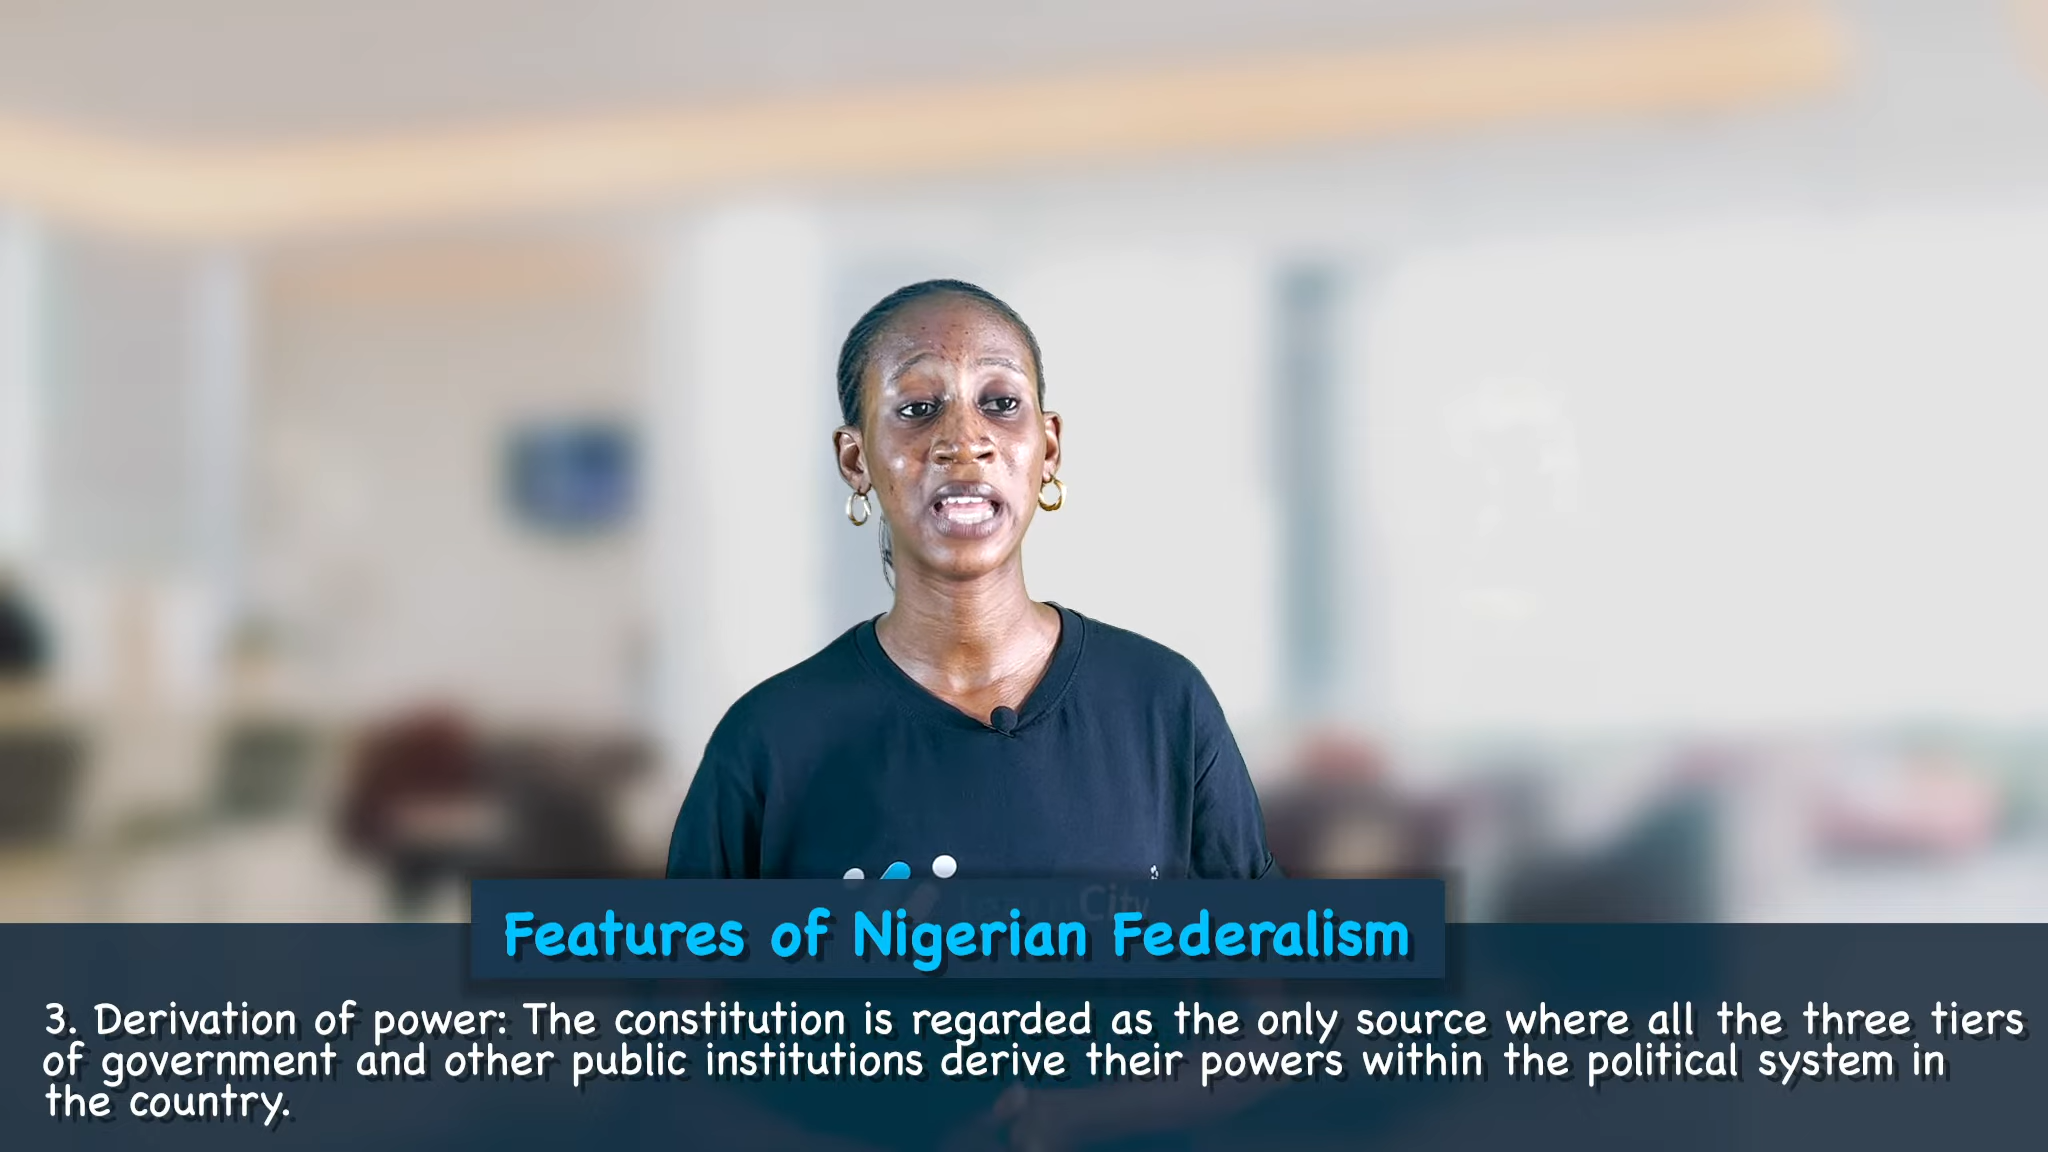 City
Features of Nigerian Federalism
3. Derivation of power: The constitution is regarded as the only source where all the three tiers
of government and other public institutions derive their powers within the political system in
the country.